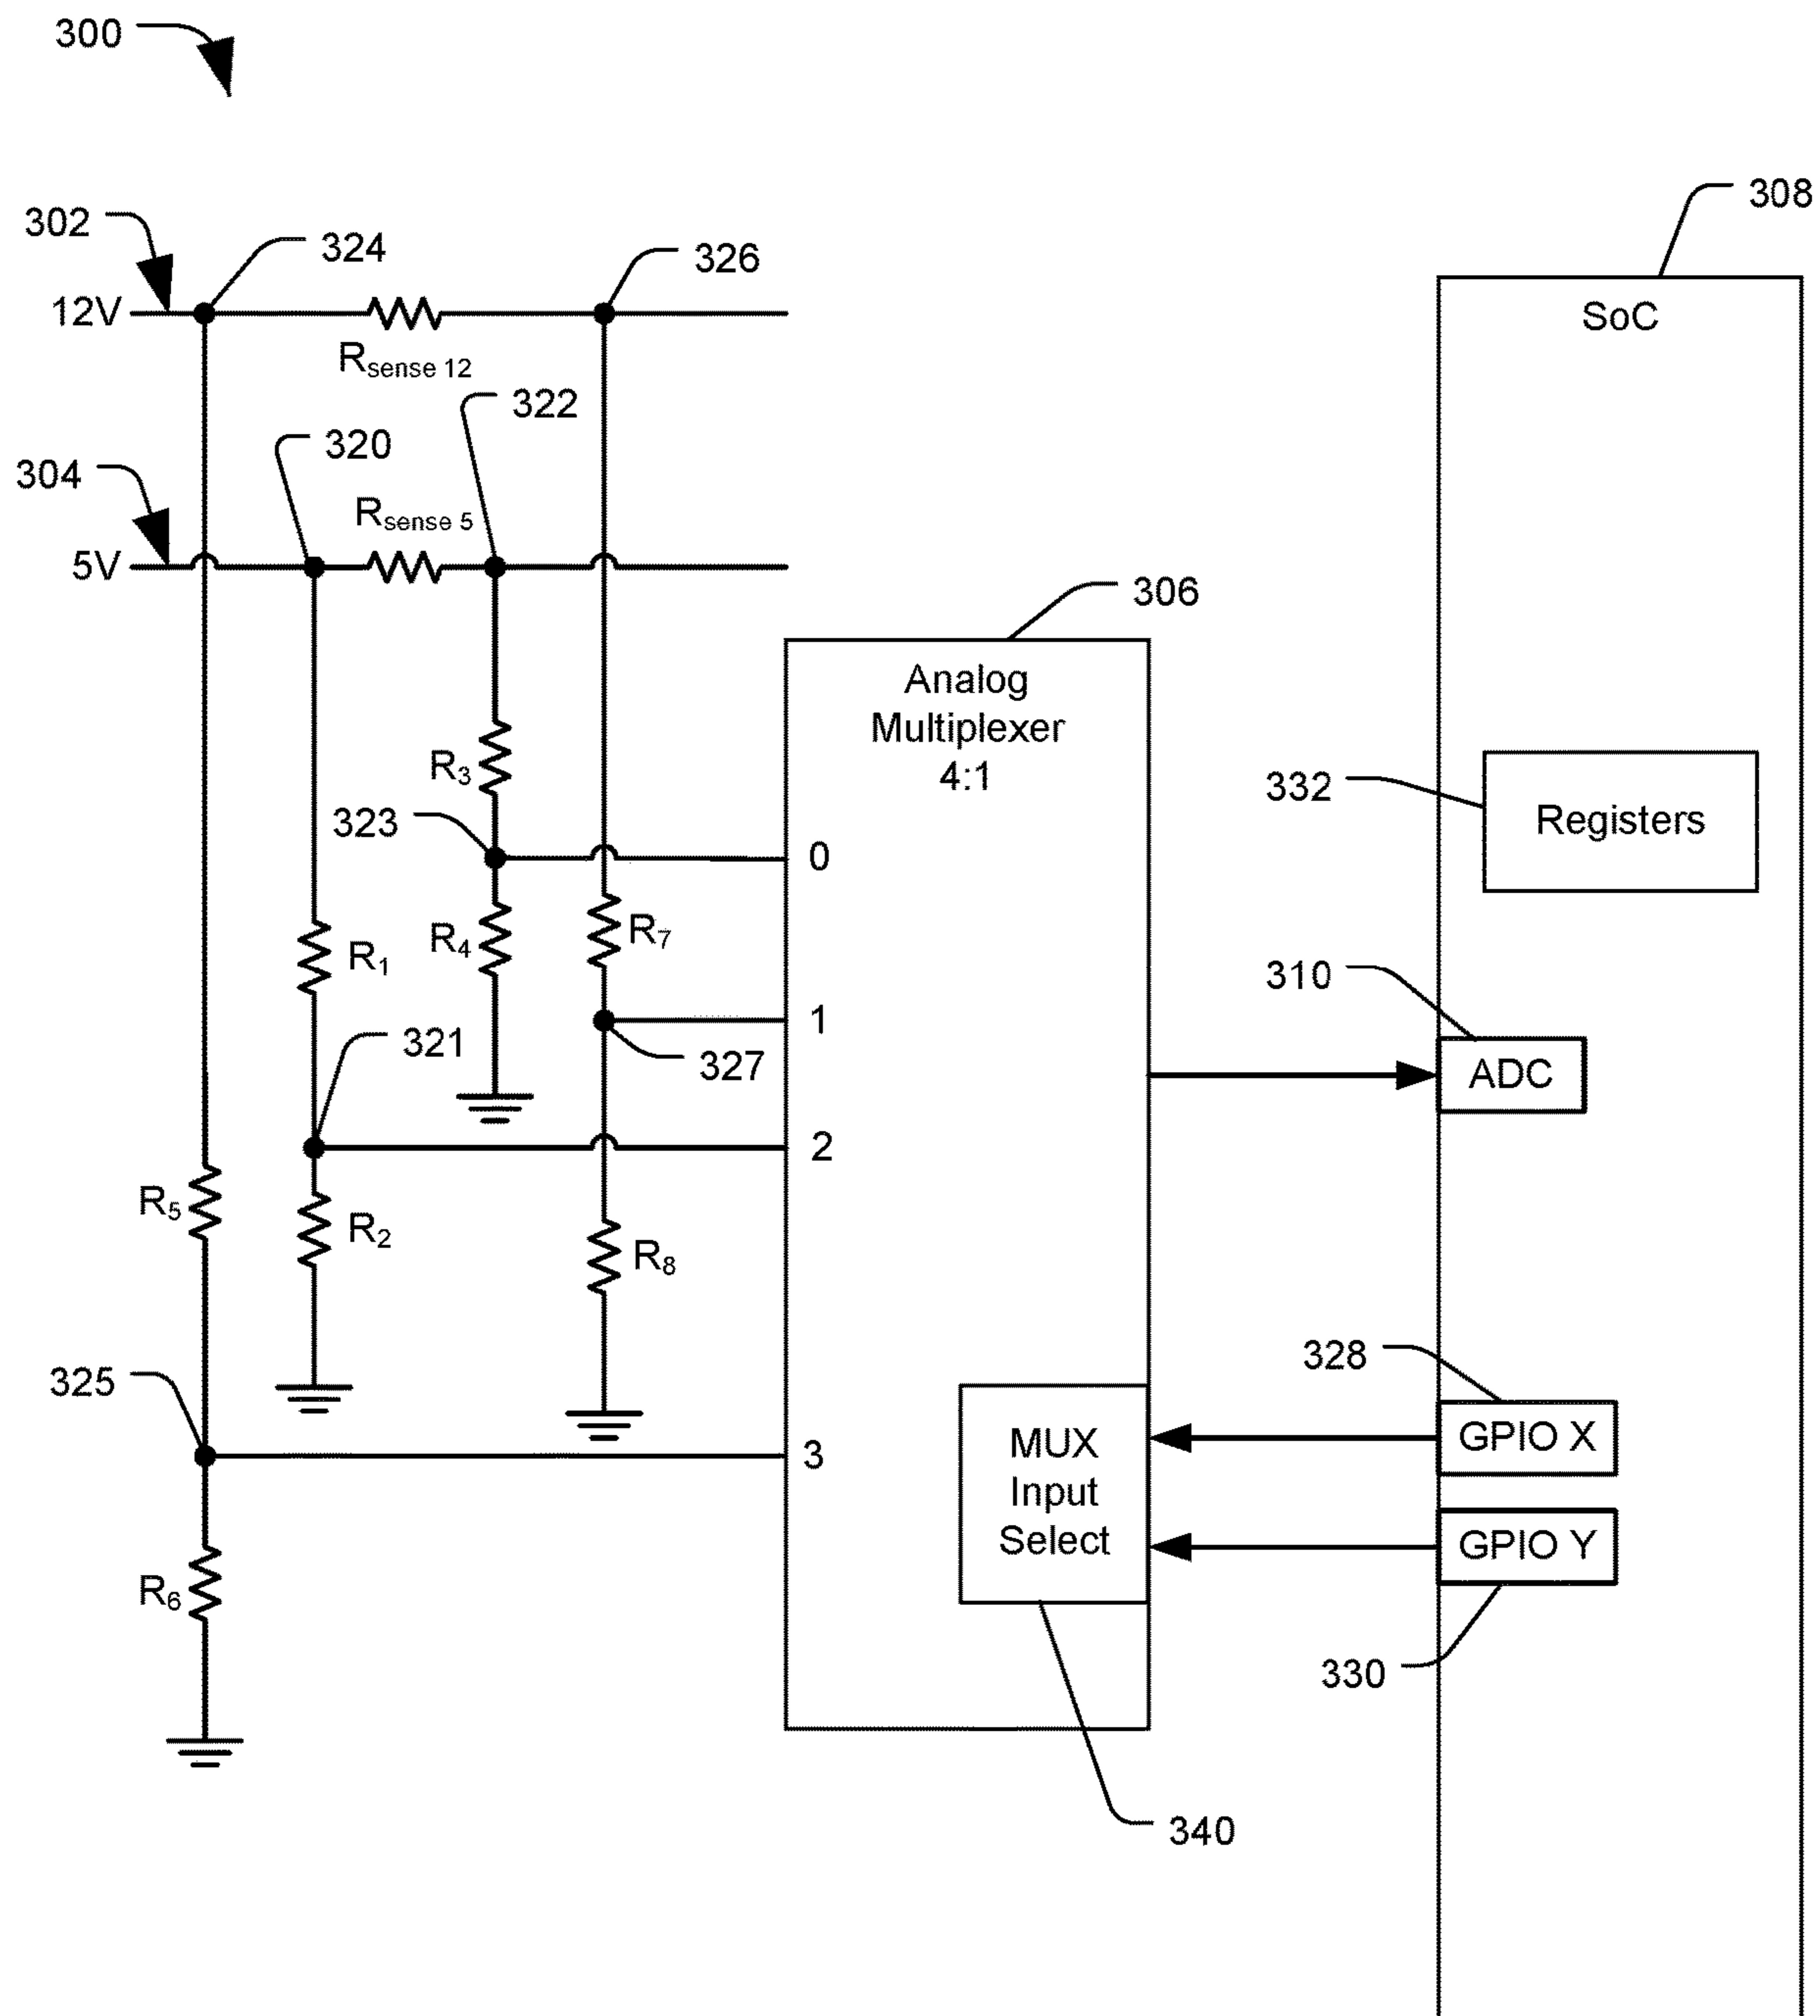 300
308
302
324
326
12V
SoC
Rsense 12
322
320
304
Rsense 5
5V
306
Analog
Multiplexer
4:1
R3
332
Registers
323
0
R4
R7
R1
310
1
321
327
ADC
2
R5
R2
R8
328
325
GPIO X
3
MUX
Input
Select
GPIO Y
R6
330
340